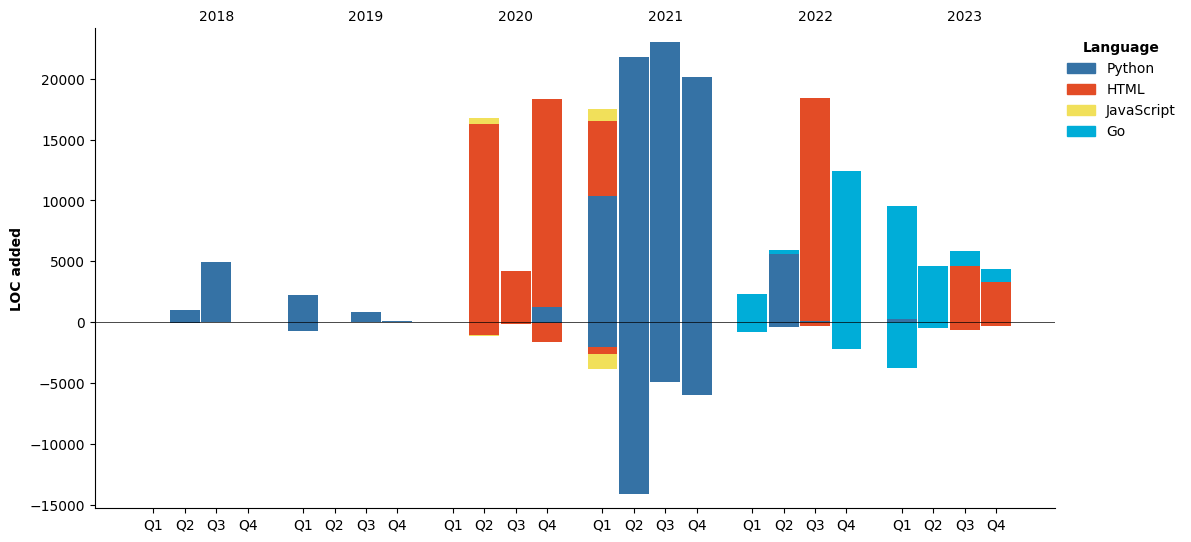 2018 2019 2020 2021 2022 2023
Language
Python
HTML
JavaScript
Go
LOC added
20000
15000
10000
5000
0
−5000
−10000
−15000
Q1 Q2 Q3 Q4 Q1 Q2 Q3 Q4 Q1 Q2 Q3 Q4 Q1 Q2 Q3 Q4 Q1 Q2 Q3 Q4 Q1 Q2 Q3 Q4